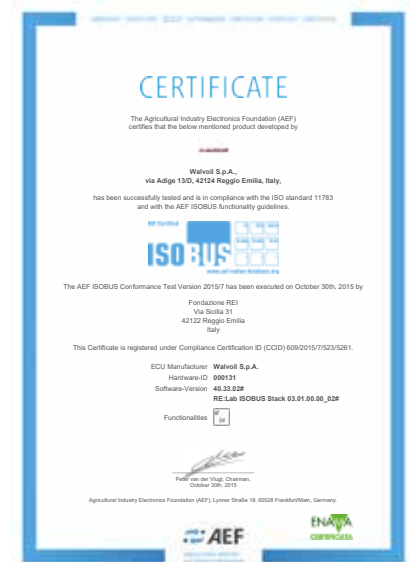 CERTIFICATE
The Agricultural Industry Electronics Foundation (AEF)
certifies that the below mentioned product developed by
Walvoil S.p.A.,
via Adige 13/D, 42124 Reggio Emilia, Italy,
has been successfully tested and is in compliance with the ISO standard 11783
and with the AEF ISOBUS functionality guidelines.
AEF Certified
ISOBUS
The AEF ISOBUS Conformance Test Version 2015/7 has been executed on October 30th, 2015 by
Fondazione REI
Via Sicilia 31
42122 Reggio Emilia
Italy
This Certificate is registered under Compliance Certification ID (CCID) 609/2015/7/523/5261.
ECU Manufacturer Walvoil S.p.A.
Hardware-ID 000131
Software-Version 40.33.02#
RE:Lab ISOBUS Stack 03.01.00.00_02#
Functionalities
Peter van der Vlugt, Chairman,
October 30th, 2015
Agricultural Industry Electronics Foundation (AEF), Lyoner Straße 18, 60528 Frankfurt/Main, Germany.
AEF
ENAMA
CERTIFICATA